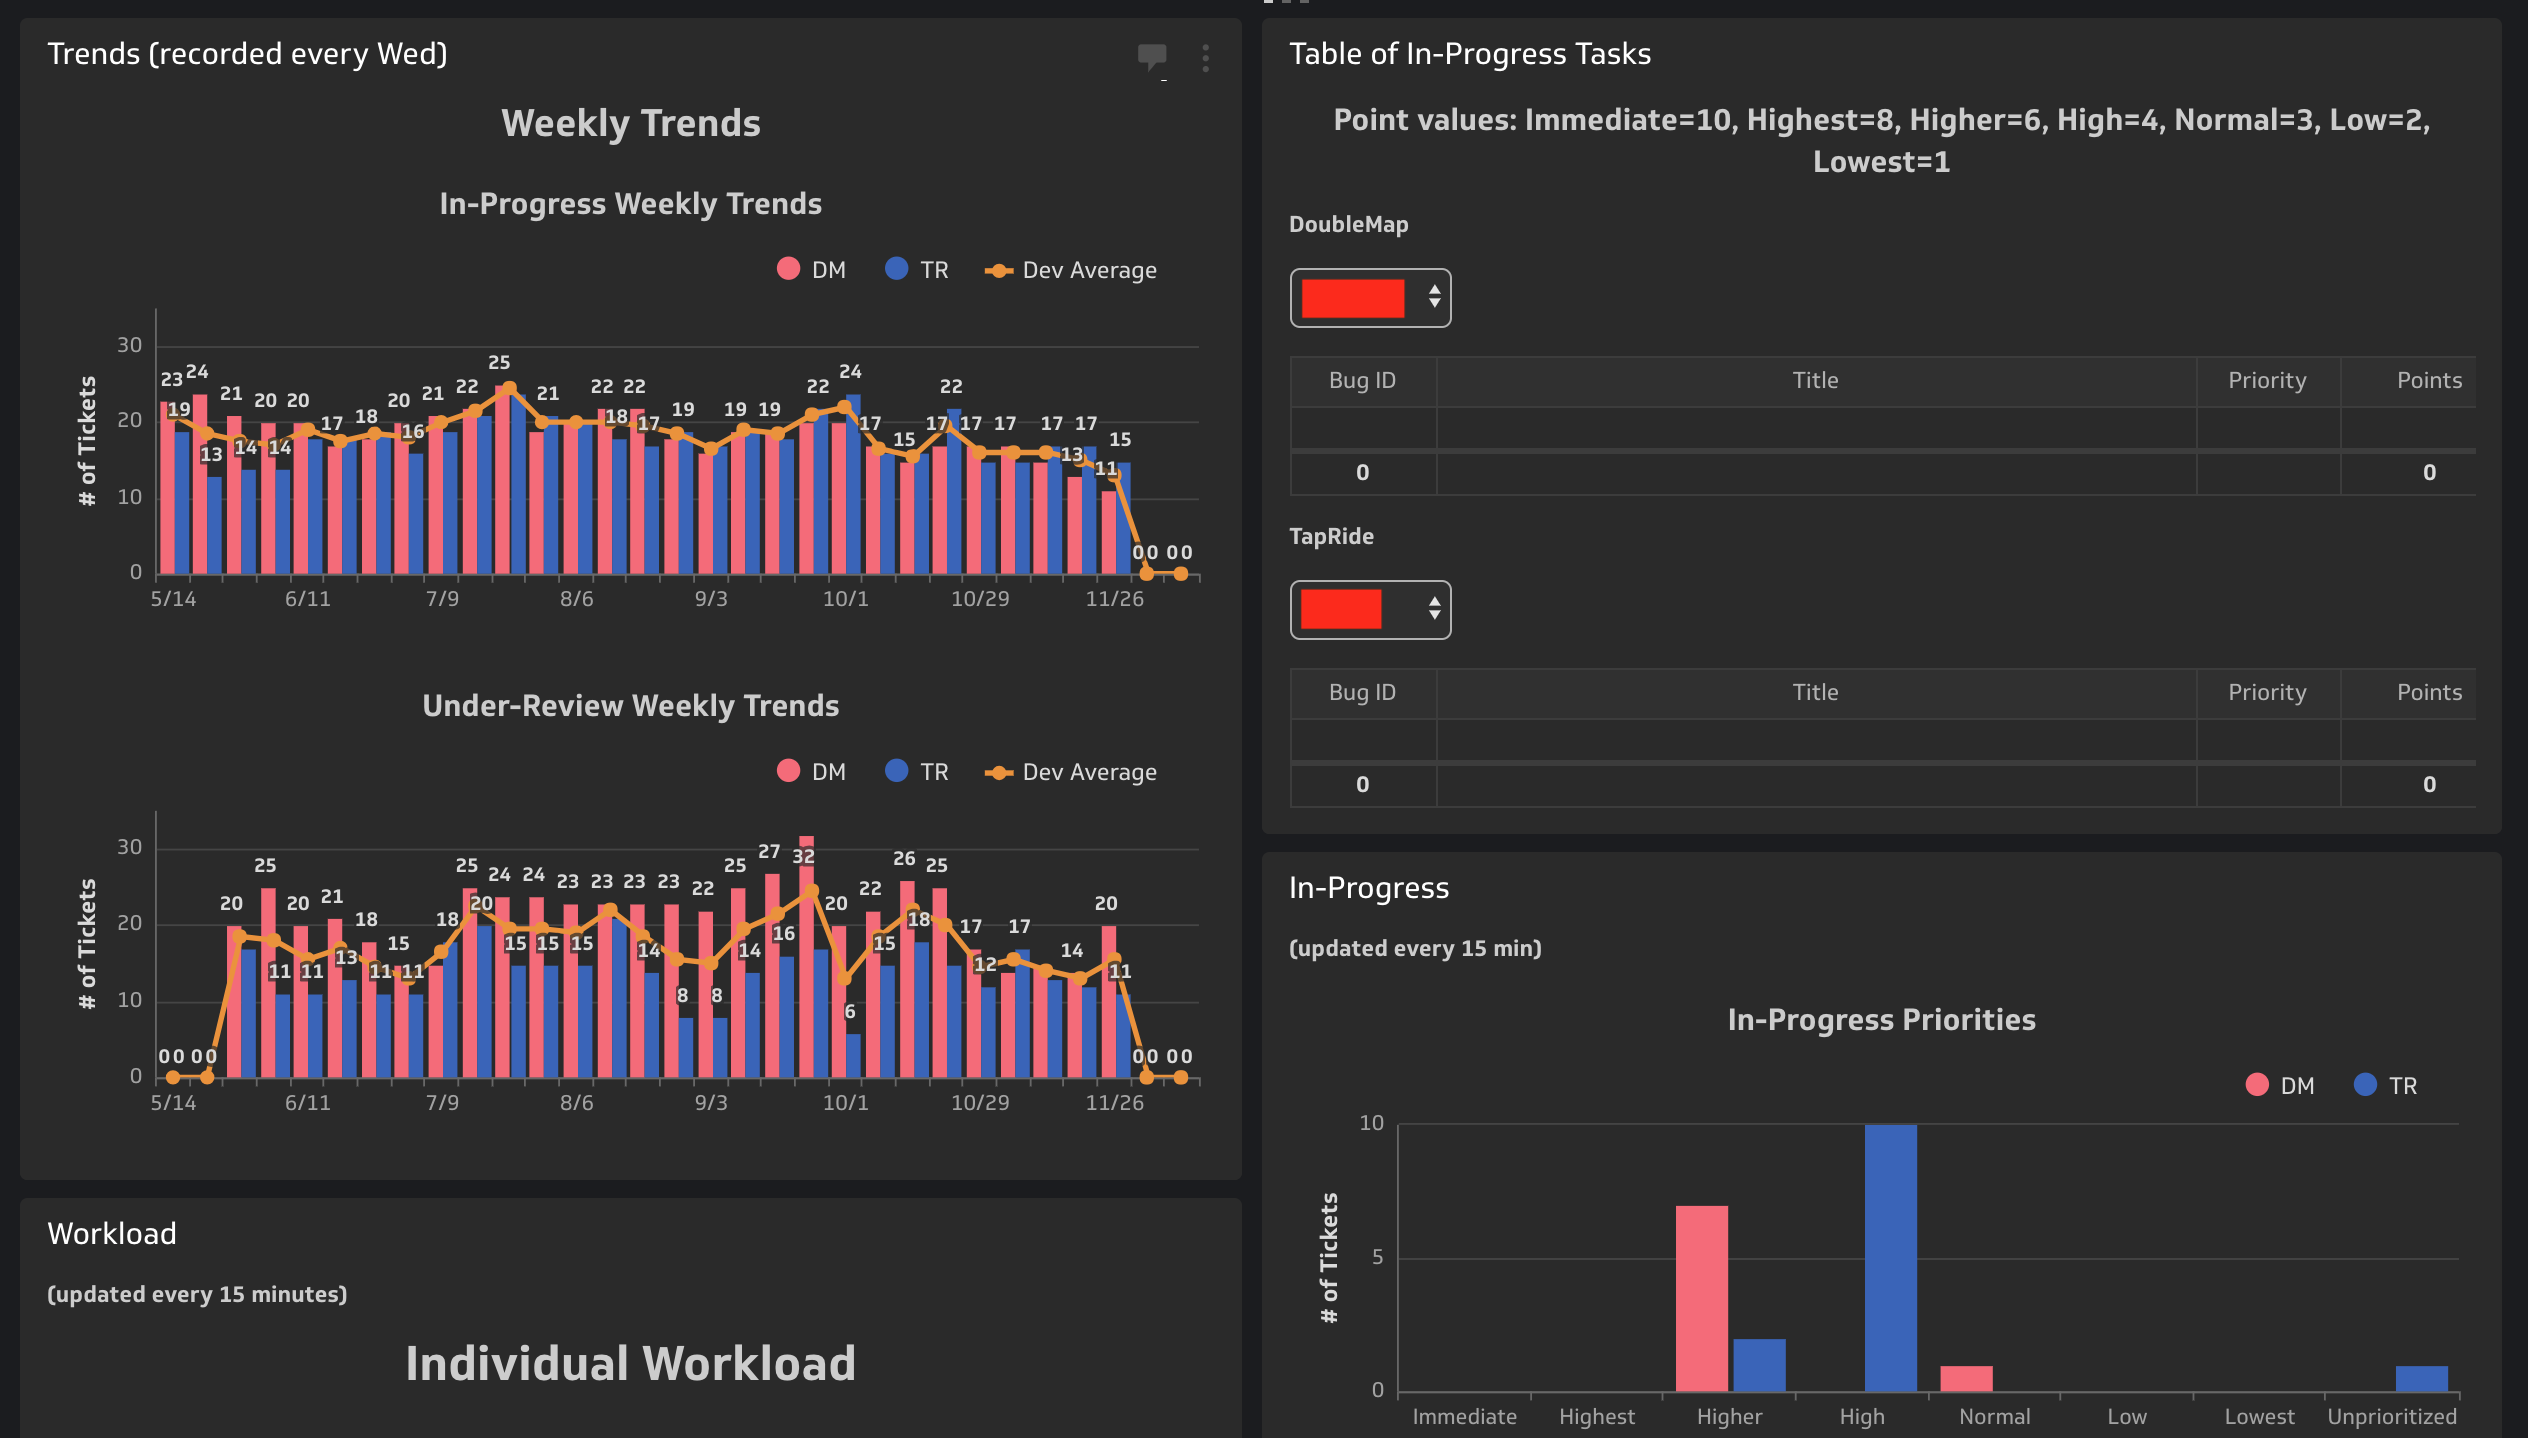 Trends (recorded every Wed)
Weekly Trends
In-Progress Weekly Trends
DM TR Dev Average
# of Tickets
30
20
10
0
23 19 24 13 21 14 20 14 20 17 18 20 16 21 22 25 21 22 18 22 17 19 19 19 22 24 17 15 17 22 17 17 17 13 17 11 15 0 0 0 0
5/14 6/11 7/9 8/6 9/3 10/1 10/29 11/26
Under-Review Weekly Trends
DM TR Dev Average
# of Tickets
30
20
10
0
0 0 0 0 20 25 11 20 11 21 13 18 11 15 11 18 25 20 24 15 24 15 23 15 23 23 14 23 8 22 8 25 14 27 16 32 20 6 22 15 26 18 25 17 12 17 14 20 11 0 0 0 0
5/14 6/11 7/9 8/6 9/3 10/1 10/29 11/26
Workload
(updated every 15 minutes)
Individual Workload
Table of In-Progress Tasks
Point values: Immediate=10, Highest=8, Higher=6, High=4, Normal=3, Low=2,
Lowest=1
DoubleMap
Bug ID Title Priority Points
0 0
TapRide
Bug ID Title Priority Points
0 0
In-Progress
(updated every 15 min)
In-Progress Priorities
DM TR
# of Tickets
10
5
0
Immediate Highest Higher High Normal Low Lowest Unprioritized